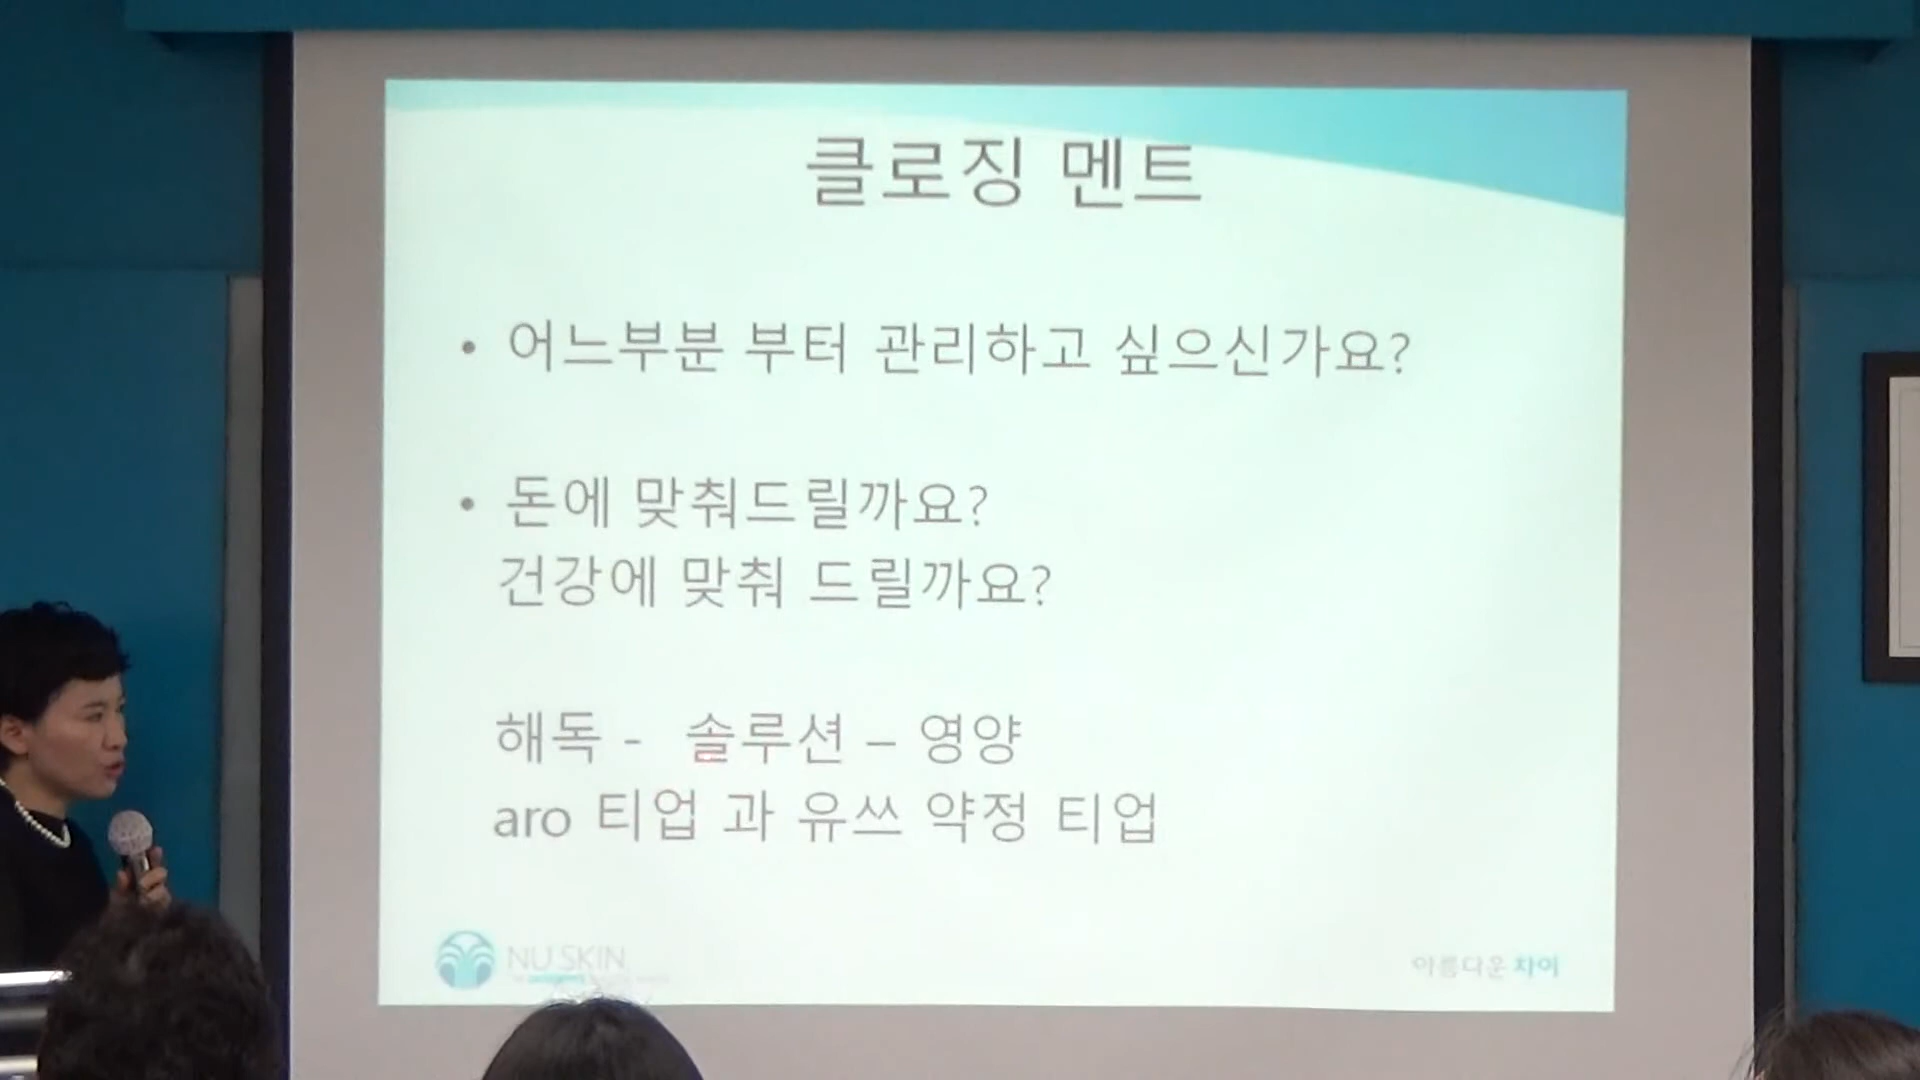 클로징 멘트
• 어느부분 부터 관리하고 싶으신가요?
• 돈에 맞춰드릴까요?
건강에 맞춰 드릴까요?
해독 - 솔루션 – 영양
aro 티업 과 유쓰 약정 티업
NU SKIN
아름다운 차이